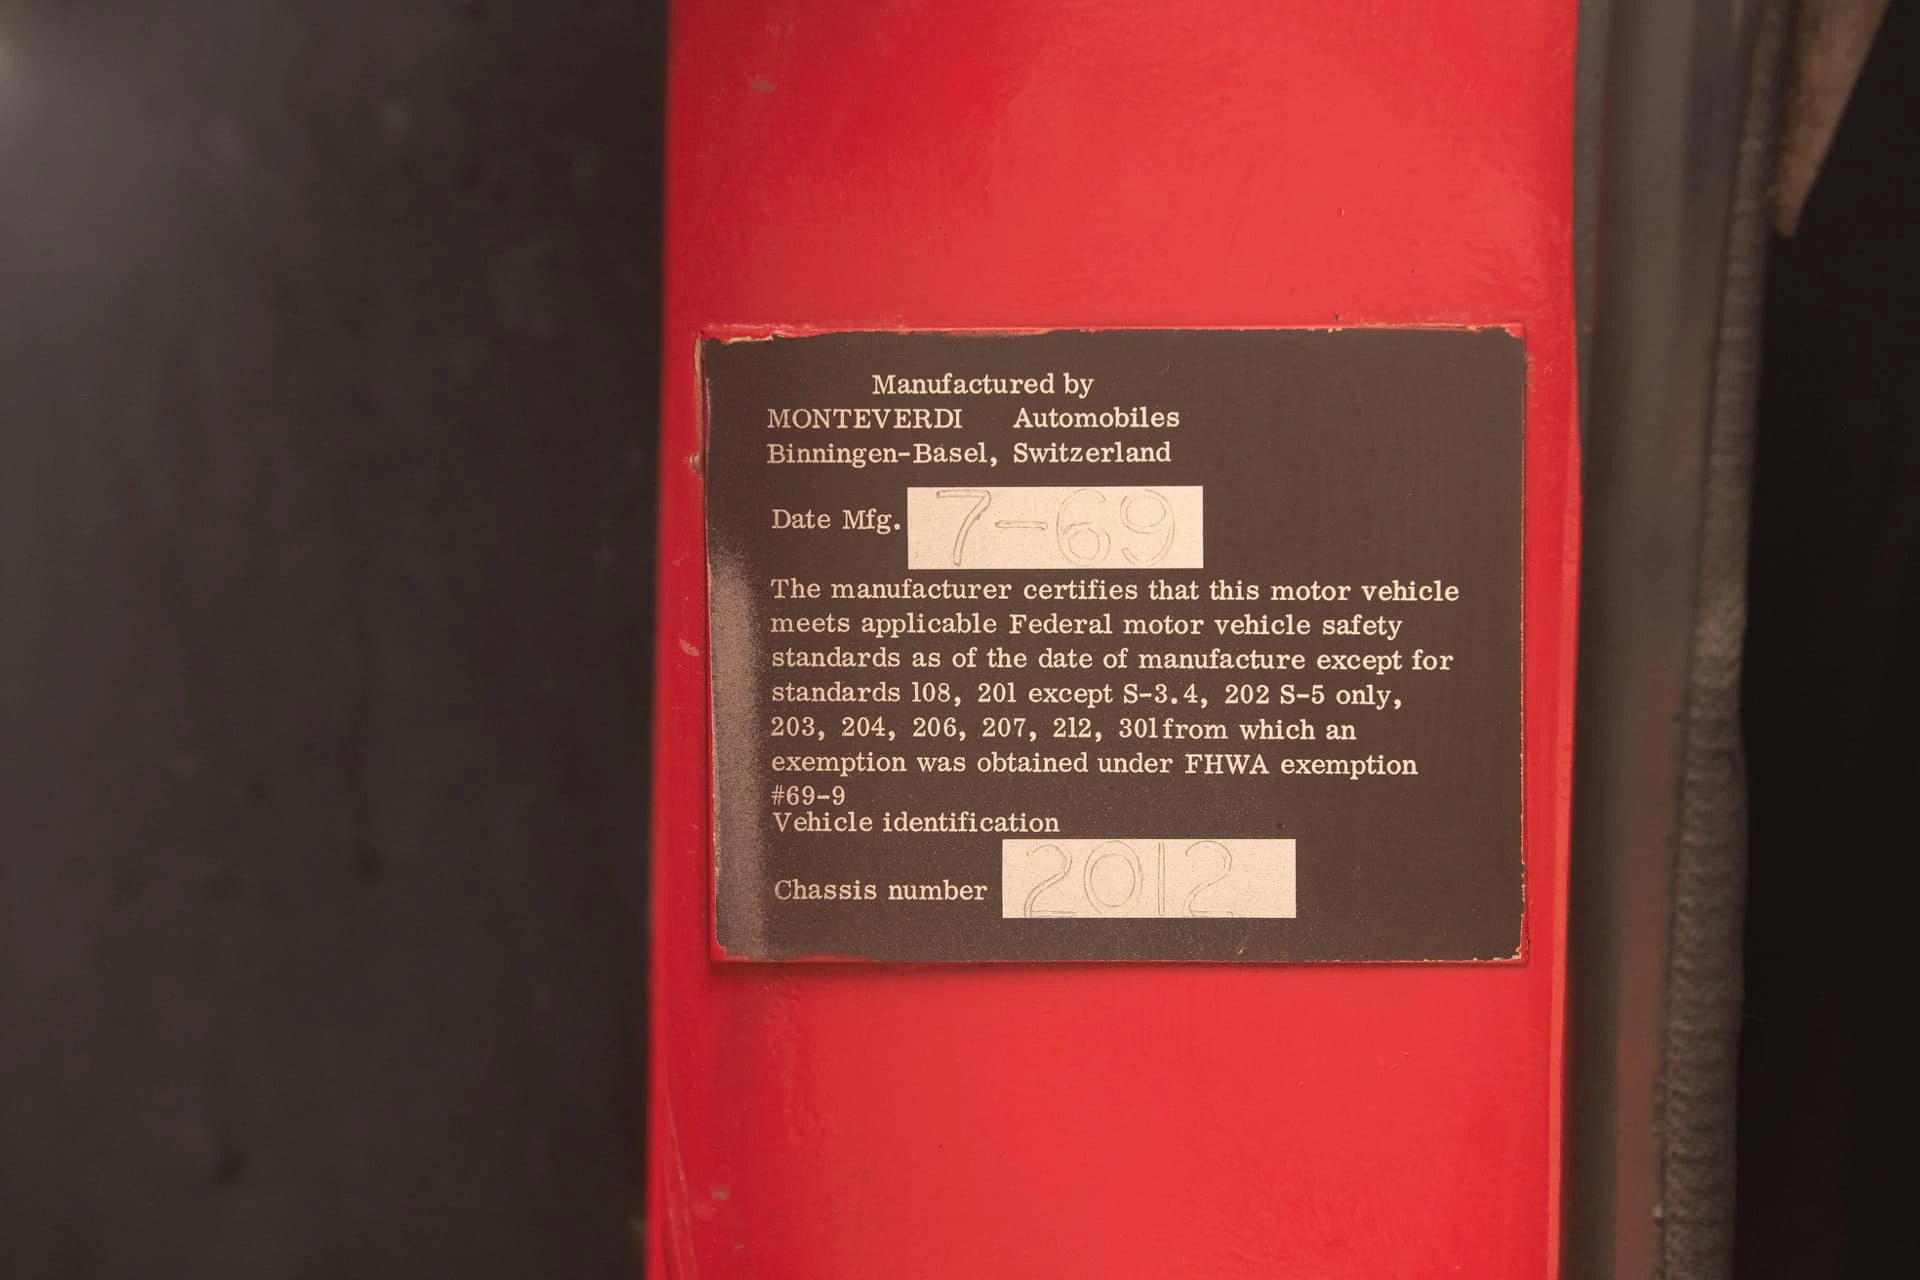 Manufactured by
MONTEVERDI Automobiles
Binningen-Basel, Switzerland
Date Mfg. 7-69
The manufacturer certifies that this motor vehicle
meets applicable Federal motor vehicle safety
standards as of the date of manufacture except for
standards 108, 201 except S-3.4, 202 S-5 only,
203, 204, 206, 207, 212, 301from which an
exemption was obtained under FHWA exemption
#69-9
Vehicle identification
Chassis number 2012